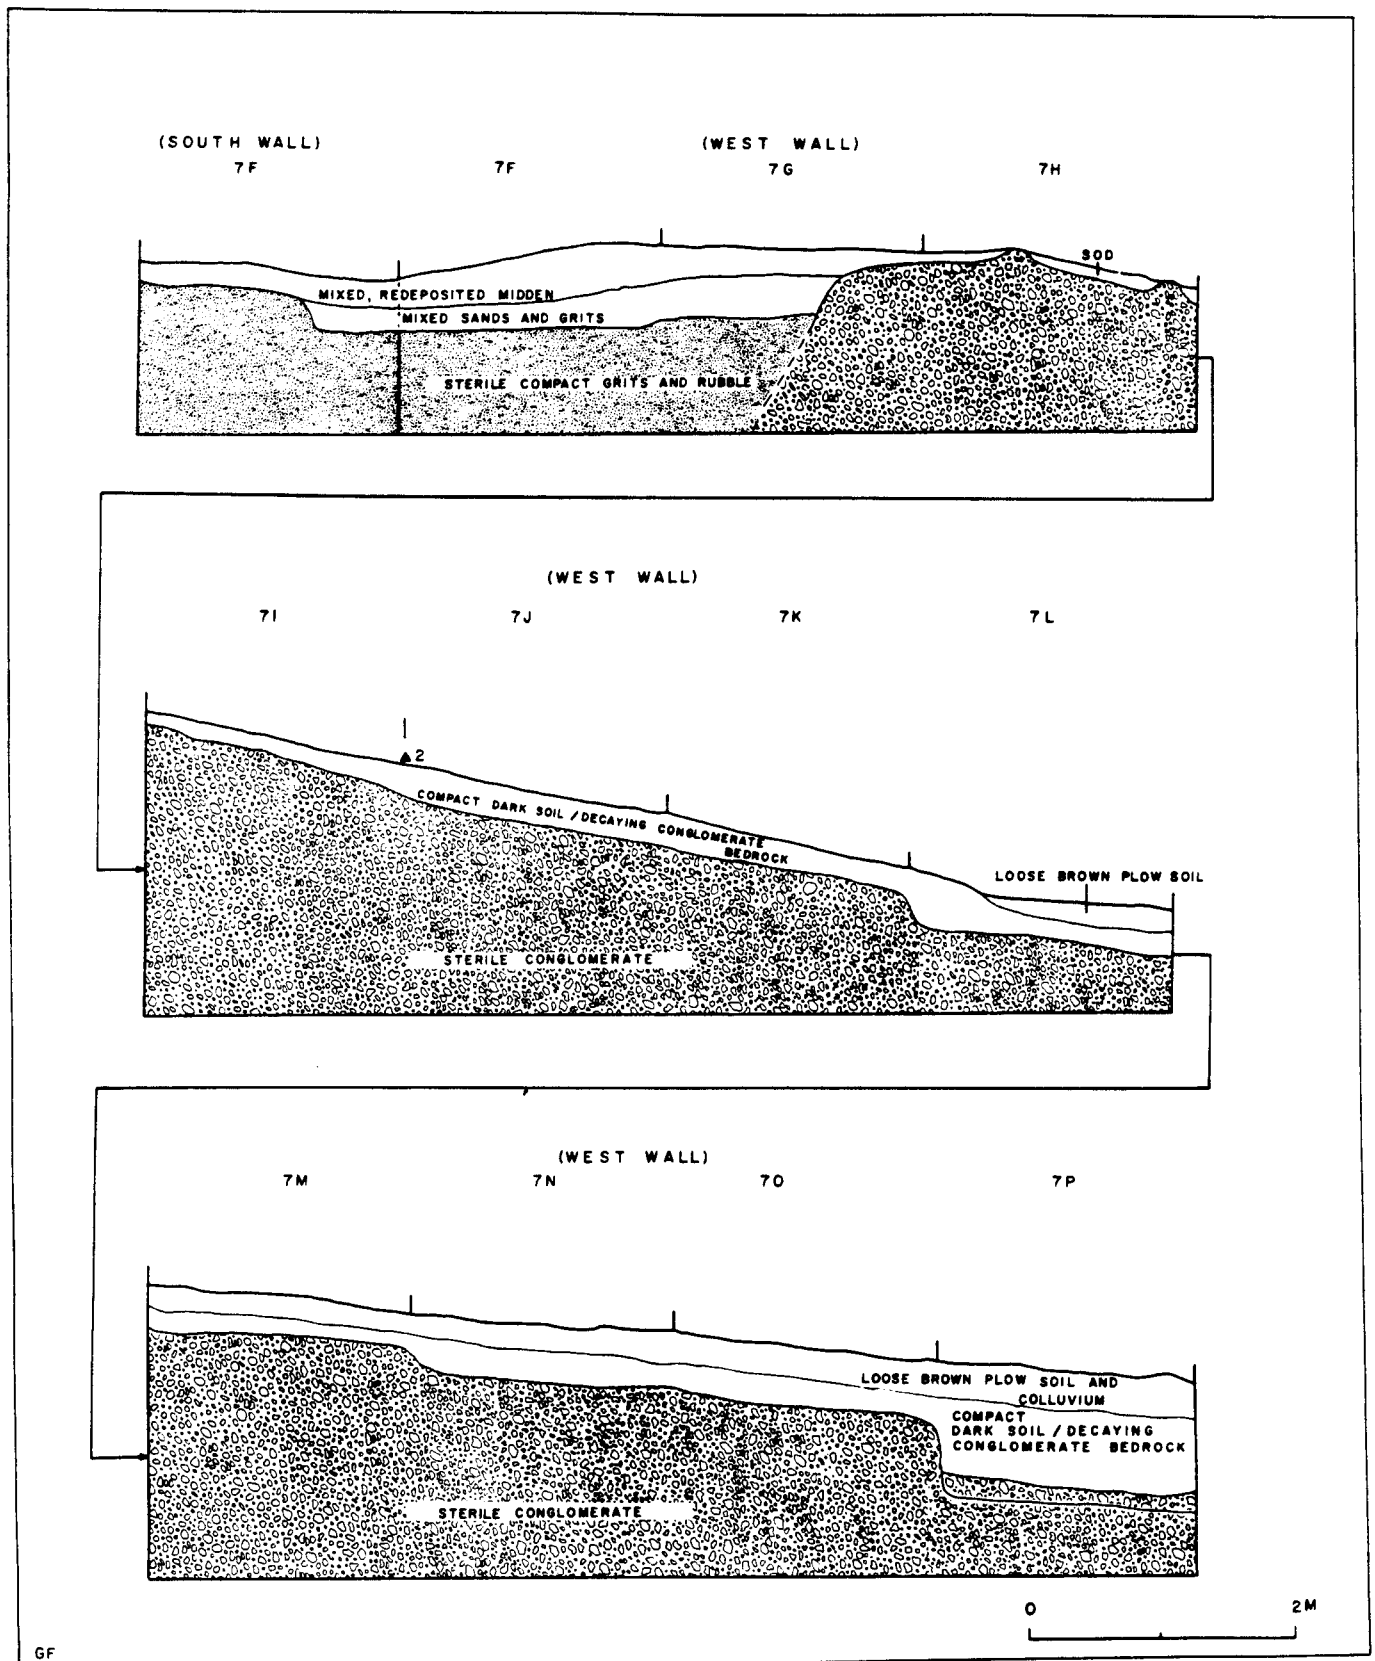 (SOUTH WALL)
(WEST WALL)
7F
7F
7G
7H
SOD
MIXED, REDEPOSITED MIDDEN
MIXED SANDS AND GRITS
STERILE COMPACT GRITS AND RUBBLE
(WEST WALL)
7I
7J
7K
7L
2
COMPACT DARK SOIL / DECAYING CONGLOMERATE
BEDROCK
LOOSE BROWN PLOW SOIL
STERILE CONGLOMERATE
(WEST WALL)
7M
7N
7O
7P
LOOSE BROWN PLOW SOIL AND
COLLUVIUM
COMPACT
DARK SOIL / DECAYING
CONGLOMERATE BEDROCK
STERILE CONGLOMERATE
0
2M
GF